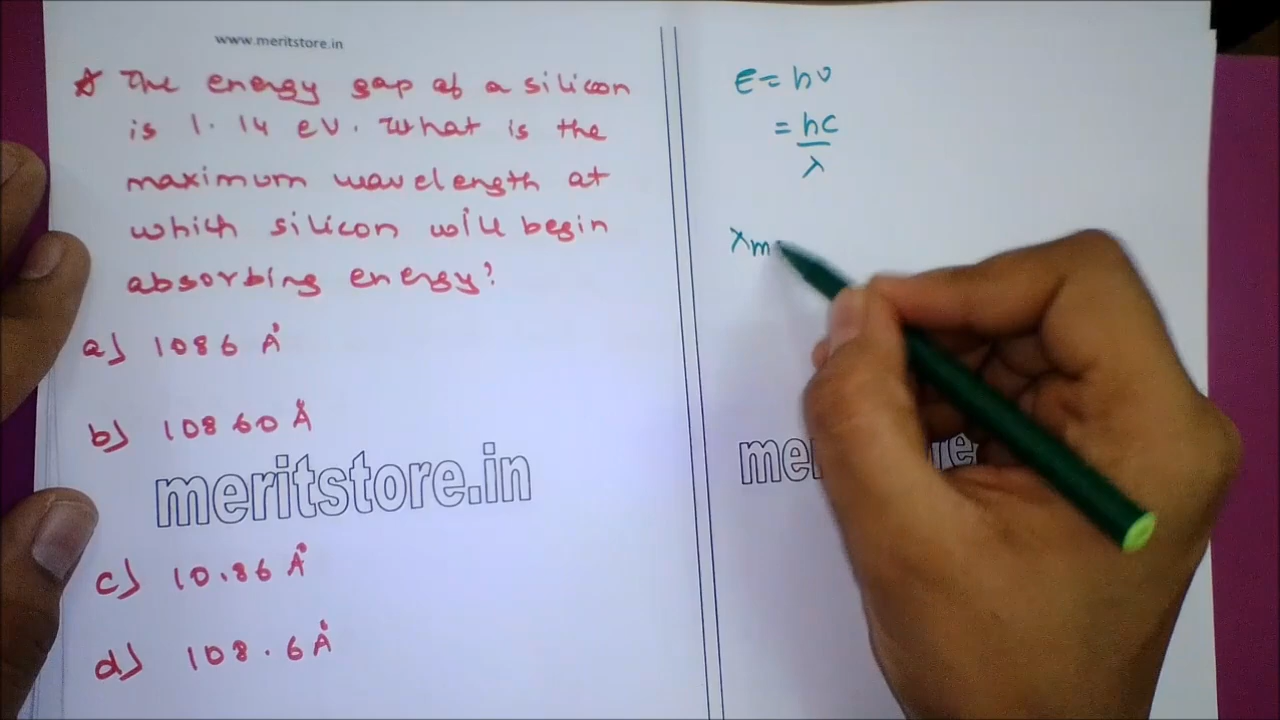 www.meritstore.in
The energy gap of a silicon
is 1.14 eV. What is the
maximum wavelength at
which silicon will begin
absorbing energy?
a) 1086 Å
b) 10860 Å
meritstore.in
c) 10.86 Å
d) 108.6 Å
E = hν
= hc
λ
λm